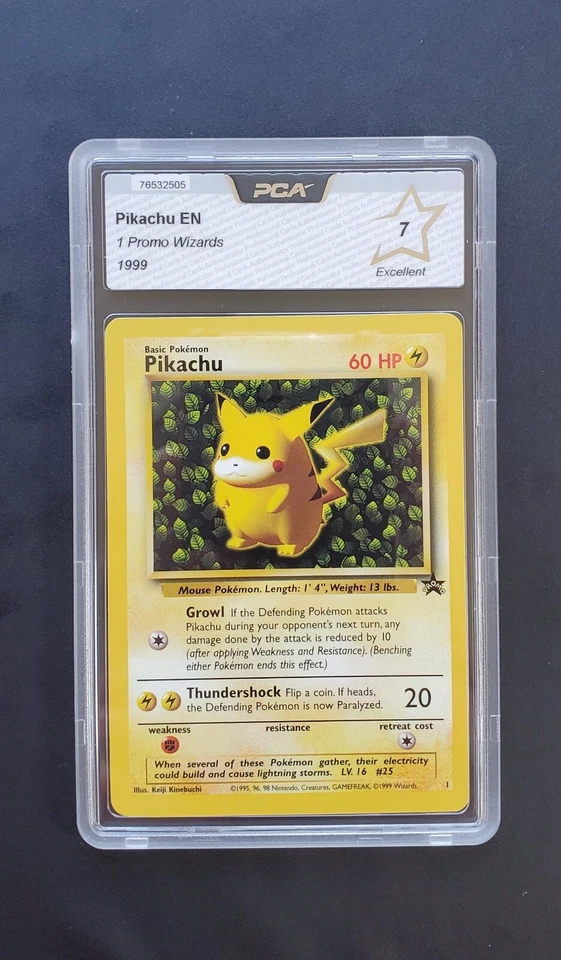 76532505
PCA
Pikachu EN
1 Promo Wizards
1999
7
Excellent
Basic Pokémon
Pikachu
60 HP
Mouse Pokémon. Length: 1' 4", Weight: 13 lbs.
PROMO
Growl If the Defending Pokémon attacks
Pikachu during your opponent's next turn, any
damage done by the attack is reduced by 10
(after applying Weakness and Resistance). (Benching
either Pokémon ends this effect.)
Thundershock Flip a coin. If heads,
the Defending Pokémon is now Paralyzed.
20
weakness resistance retreat cost
When several of these Pokémon gather, their electricity
could build and cause lightning storms. LV. 16 #25
Illus. Keiji Kinebuchi ©1995, 96, 98 Nintendo, Creatures, GAMEFREAK, ©1999 Wizards. 1